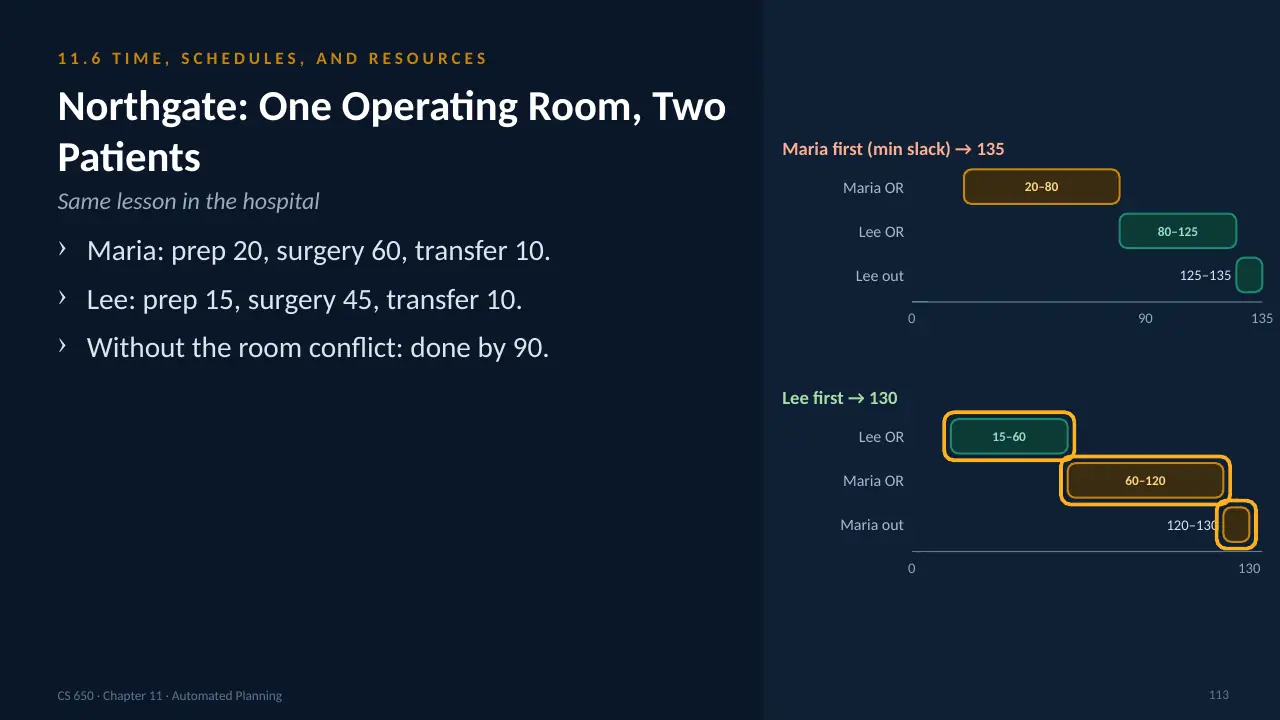 11.6 TIME, SCHEDULES, AND RESOURCES
Northgate: One Operating Room, Two
Patients
Same lesson in the hospital
› Maria: prep 20, surgery 60, transfer 10.
› Lee: prep 15, surgery 45, transfer 10.
› Without the room conflict: done by 90.
Maria first (min slack) → 135
Maria OR 20–80
Lee OR 80–125
Lee out 125–135
0 90 135
Lee first → 130
Lee OR 15–60
Maria OR 60–120
Maria out 120–130
0 130
CS 650 · Chapter 11 · Automated Planning
113